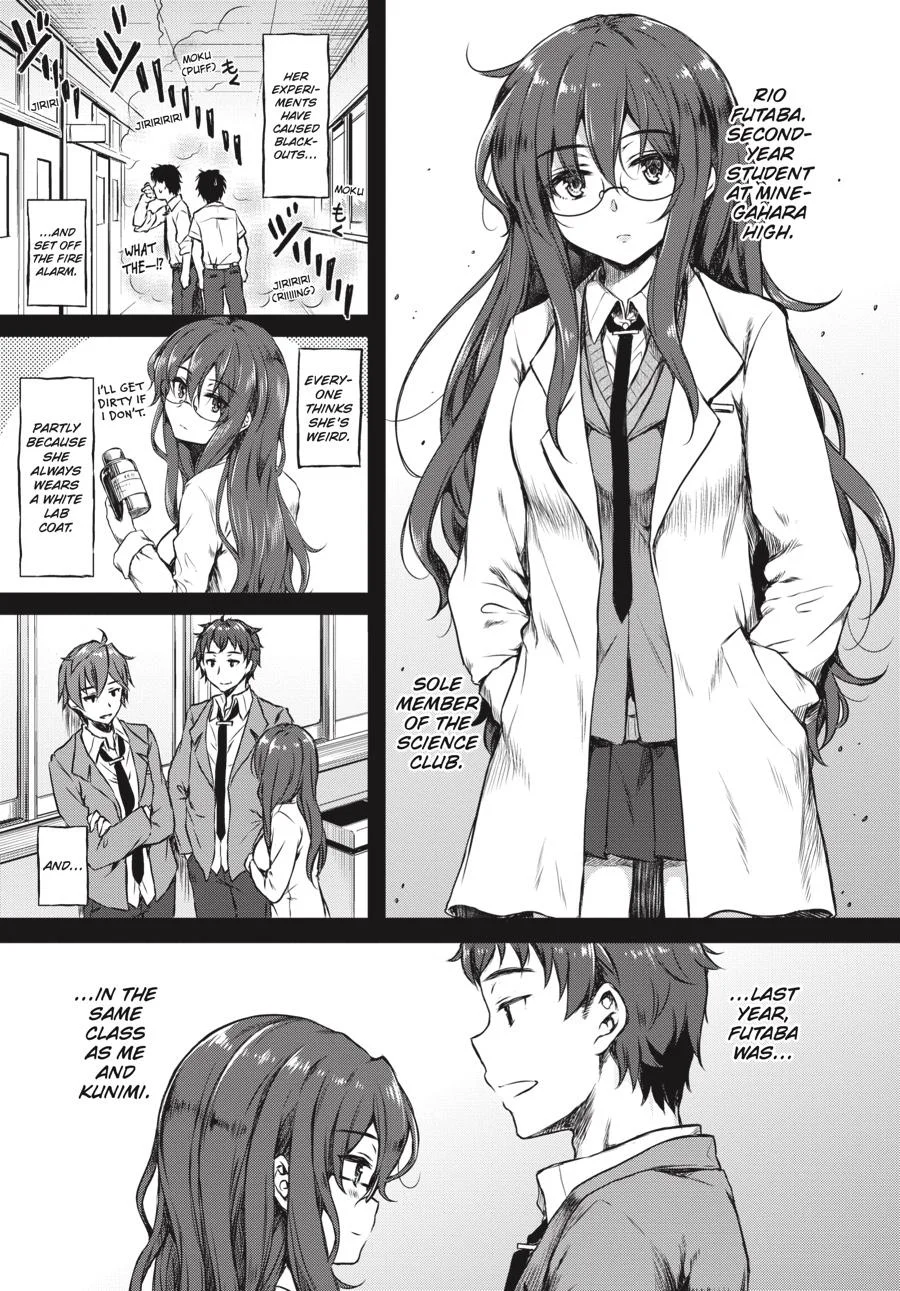 RIO
FUTABA.
SECOND-
YEAR
STUDENT
AT MINE-
GAHARA
HIGH.
SOLE
MEMBER
OF THE
SCIENCE
CLUB.
HER
EXPERI-
MENTS
HAVE
CAUSED
BLACK-
OUTS...
MOKU
(PUFF)
もく
JIRIRI
JIRIRIRIRI
MOKU
もく
...AND
SET OFF
THE FIRE
ALARM.
WHAT
THE—!?
JIRIRIRI
(RIIIING)
EVERY-
ONE
THINKS
SHE'S
WEIRD.
I'LL GET
DIRTY IF
I DON'T.
PARTLY
BECAUSE
SHE
ALWAYS
WEARS
A WHITE
LAB
COAT.
AND...
...LAST
YEAR,
FUTABA
WAS...
...IN THE
SAME
CLASS
AS ME
AND
KUNIMI.